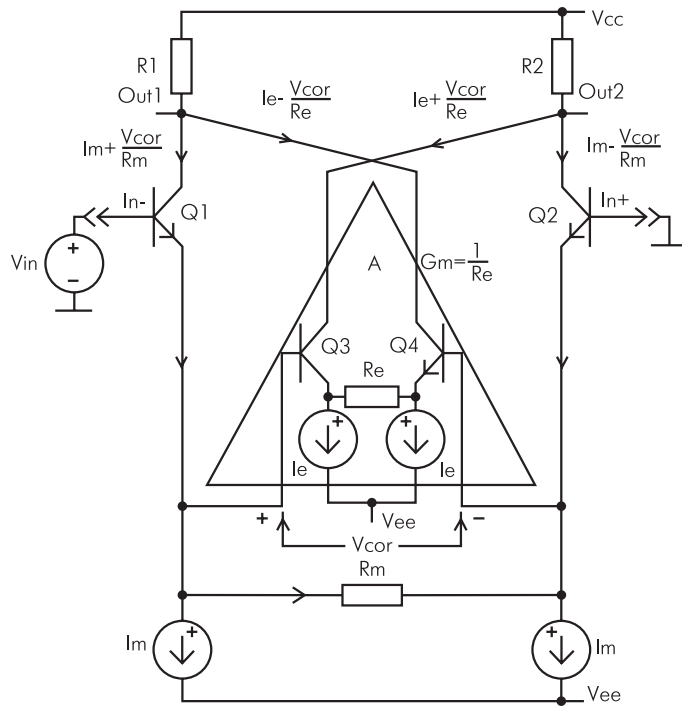 Vcc
R1
R2
Out1
Out2
Ie- Vcor/Re
Ie+ Vcor/Re
Im+ Vcor/Rm
Im- Vcor/Rm
In-
Q1
Q2
In+
Vin
+
−
A
Gm= 1/Re
Q3
Q4
Re
+
+
Ie
Ie
Vee
+
−
Vcor
Rm
Im
+
+
Im
Vee